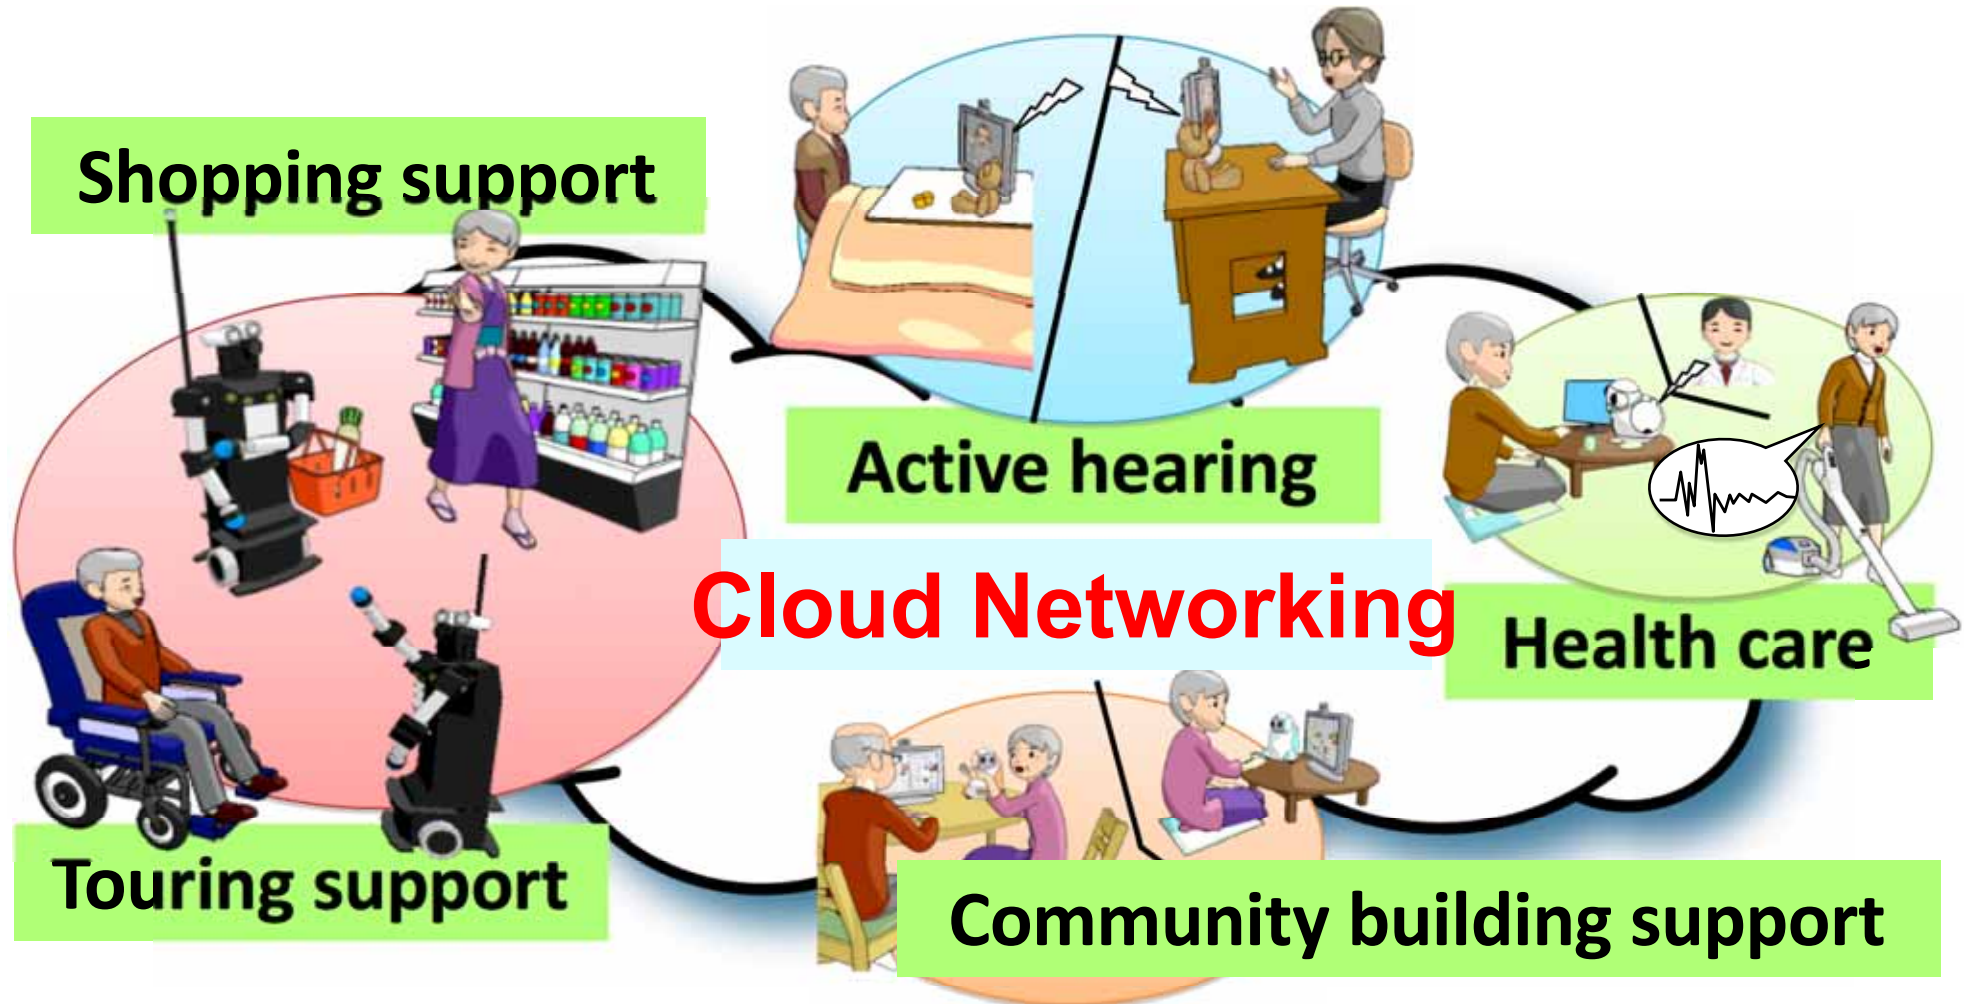 Shopping support
Active hearing
Cloud Networking
Health care
Touring support
Community building support